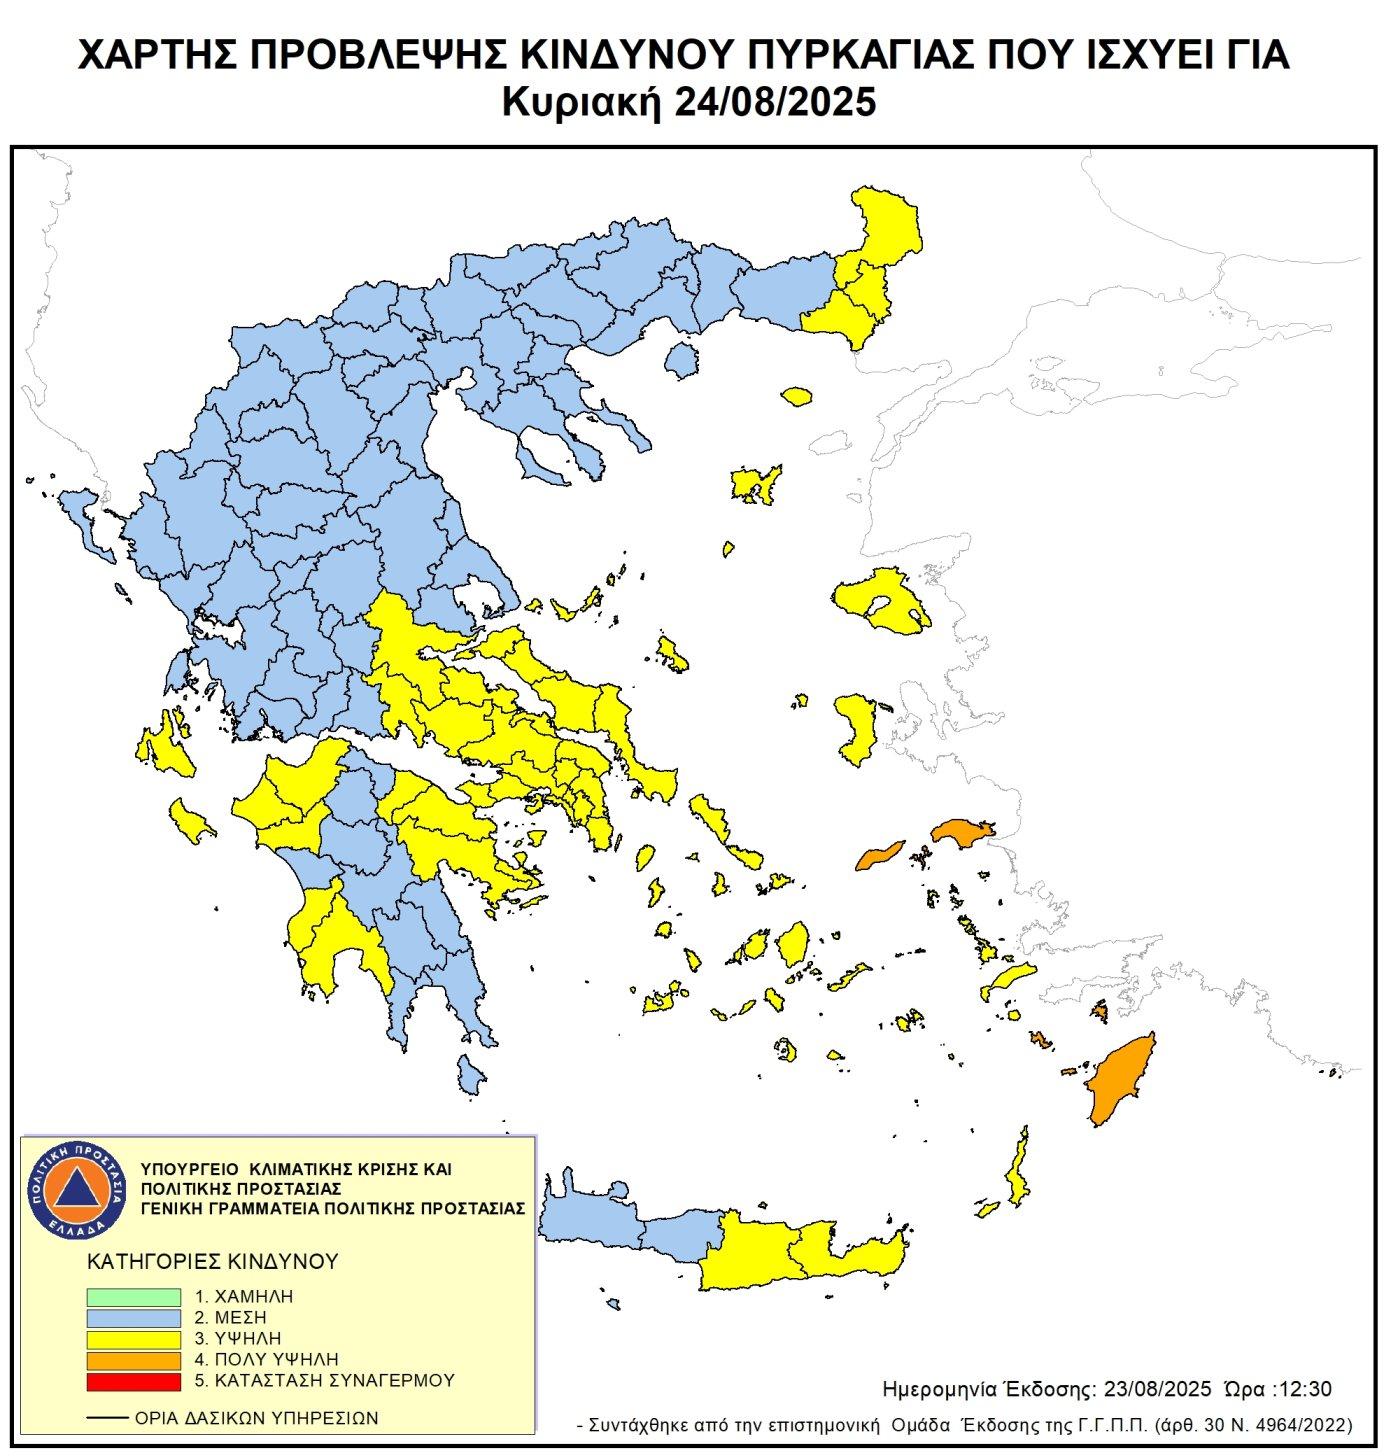 ΧΑΡΤΗΣ ΠΡΟΒΛΕΨΗΣ ΚΙΝΔΥΝΟΥ ΠΥΡΚΑΓΙΑΣ ΠΟΥ ΙΣΧΥΕΙ ΓΙΑ
Κυριακή 24/08/2025
ΠΟΛΙΤΙΚΗ ΠΡΟΣΤΑΣΙΑ
ΕΛΛΑΔΑ
ΥΠΟΥΡΓΕΙΟ ΚΛΙΜΑΤΙΚΗΣ ΚΡΙΣΗΣ ΚΑΙ
ΠΟΛΙΤΙΚΗΣ ΠΡΟΣΤΑΣΙΑΣ
ΓΕΝΙΚΗ ΓΡΑΜΜΑΤΕΙΑ ΠΟΛΙΤΙΚΗΣ ΠΡΟΣΤΑΣΙΑΣ
ΚΑΤΗΓΟΡΙΕΣ ΚΙΝΔΥΝΟΥ
1. ΧΑΜΗΛΗ
2. ΜΕΣΗ
3. ΥΨΗΛΗ
4. ΠΟΛΥ ΥΨΗΛΗ
5. ΚΑΤΑΣΤΑΣΗ ΣΥΝΑΓΕΡΜΟΥ
ΟΡΙΑ ΔΑΣΙΚΩΝ ΥΠΗΡΕΣΙΩΝ
Ημερομηνία Έκδοσης: 23/08/2025 Ώρα :12:30
- Συντάχθηκε από την επιστημονική Ομάδα Έκδοσης της Γ.Γ.Π.Π. (άρθ. 30 Ν. 4964/2022)